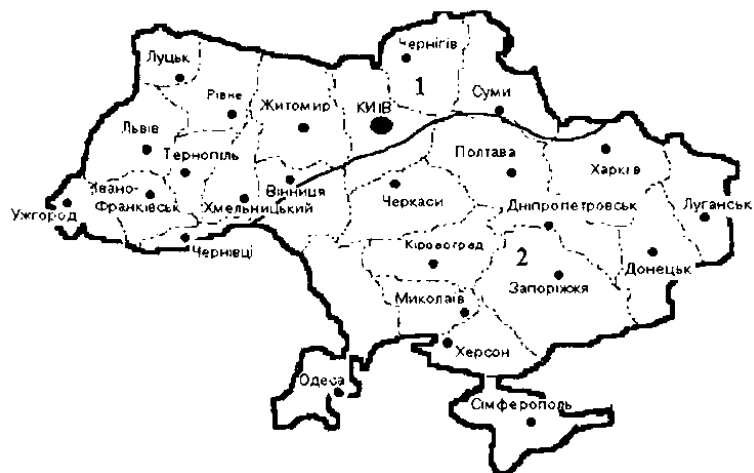 Чернігів
Луцьк
1
Суми
Рівне
Житомир
КИЇВ
Львів
Тернопіль
Полтава
Харків
Вінниця
Івано-
Франківськ
Хмельницький
Черкаси
Дніпропетровськ
Луганськ
Ужгород
Чернівці
Кіровоград
2
Донецьк
Запоріжжя
Миколаїв
Херсон
Одеса
Сімферополь